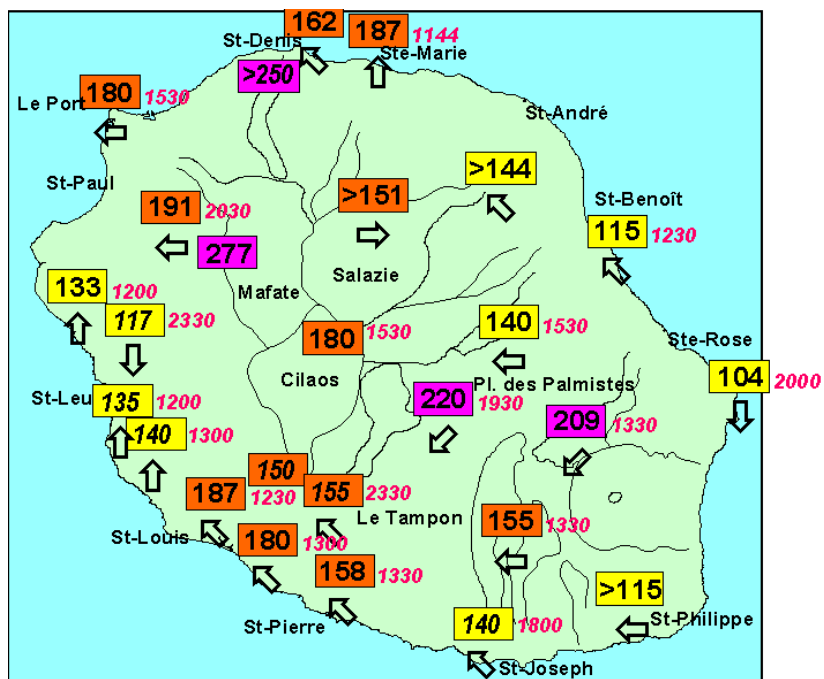 162
St-Denis
187 1144
Ste-Marie
>250
180 1530
Le Port
St-André
St-Paul
>144
>151
191 2030
St-Benoît
115 1230
277
Salazie
Mafate
133 1200
117 2330
180 1530
140 1530
Ste-Rose
Cilaos
104 2000
Pl. des Palmistes
220 1930
St-Leu
135 1200
209 1330
140 1300
150
187 1230
155 2330
Le Tampon
155 1330
St-Louis
180 1300
158 1330
>115
St-Pierre
140 1800
St-Philippe
St-Joseph